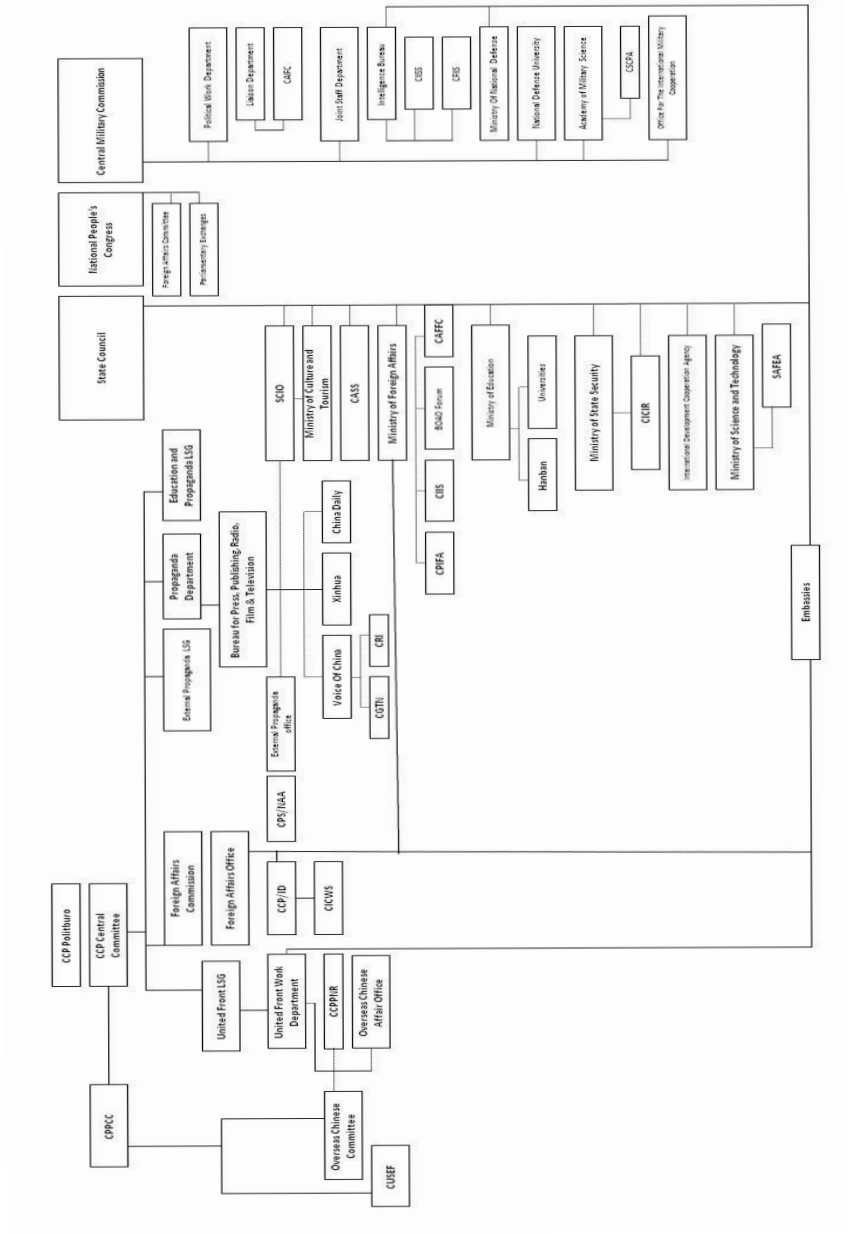 CCP Politburo
CPPCC
CCP Central
Committee
State Council
National People's
Congress
Central Military Commission
United Front LSG
Foreign Affairs
Commission
Foreign Affairs Office
External Propaganda LSG
Propaganda
Department
Education and
Propaganda LSG
Foreign Affairs Committee
Parliamentary Exchanges
Political Work Department
Liaison Department
CAIFC
Bureau for Press, Publishing, Radio,
Film & Television
United Front Work
Department
CCP/ID
CICWS
CPS/NAA
External Propaganda
office
SCIO
Ministry of Culture and
Tourism
CASS
Ministry of Foreign Affairs
Joint Staff Department
Intelligence Bureau
CIISS
CFIIS
CCPPNR
Overseas Chinese
Affair Office
Overseas Chinese
Committee
CUSEF
Voice Of China
Xinhua
China Daily
CGTN
CRI
CPIFA
CIIS
BOAO Forum
CAFFC
Ministry Of National Defense
National Defense University
Academy of Military Science
CSCPA
Office For The International Military
Cooperation
Ministry of Education
Hanban
Universities
Ministry of State Security
CICIR
International Development Cooperation Agency
Ministry of Science and Technology
SAFEA
Embassies